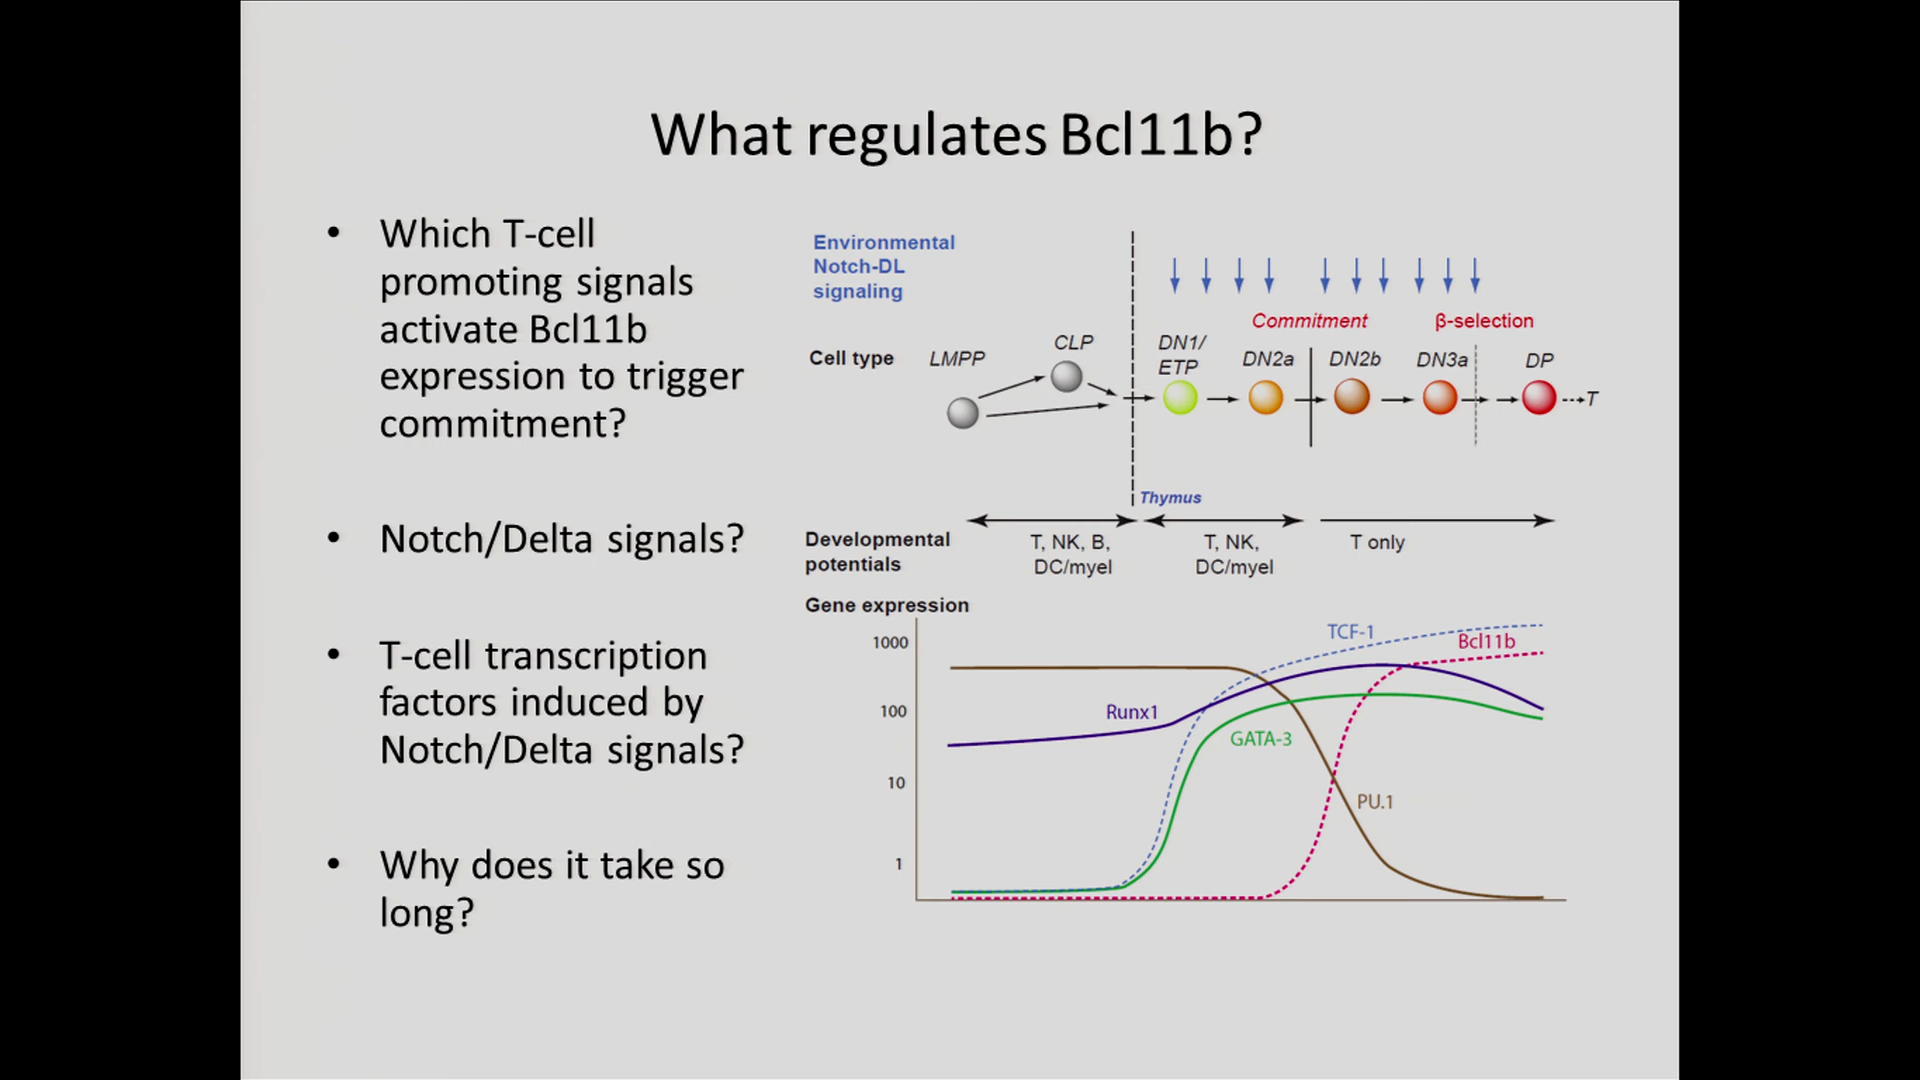 What regulates Bcl11b?
• Which T-cell
promoting signals
activate Bcl11b
expression to trigger
commitment?
• Notch/Delta signals?
• T-cell transcription
factors induced by
Notch/Delta signals?
• Why does it take so
long?
Environmental
Notch-DL
signaling
Commitment
β-selection
Cell type
LMPP
CLP
DN1/
ETP
DN2a
DN2b
DN3a
DP
T
Thymus
Developmental
potentials
T, NK, B,
DC/myel
T, NK,
DC/myel
T only
Gene expression
1000
100
10
1
TCF-1
Bcl11b
Runx1
GATA-3
PU.1